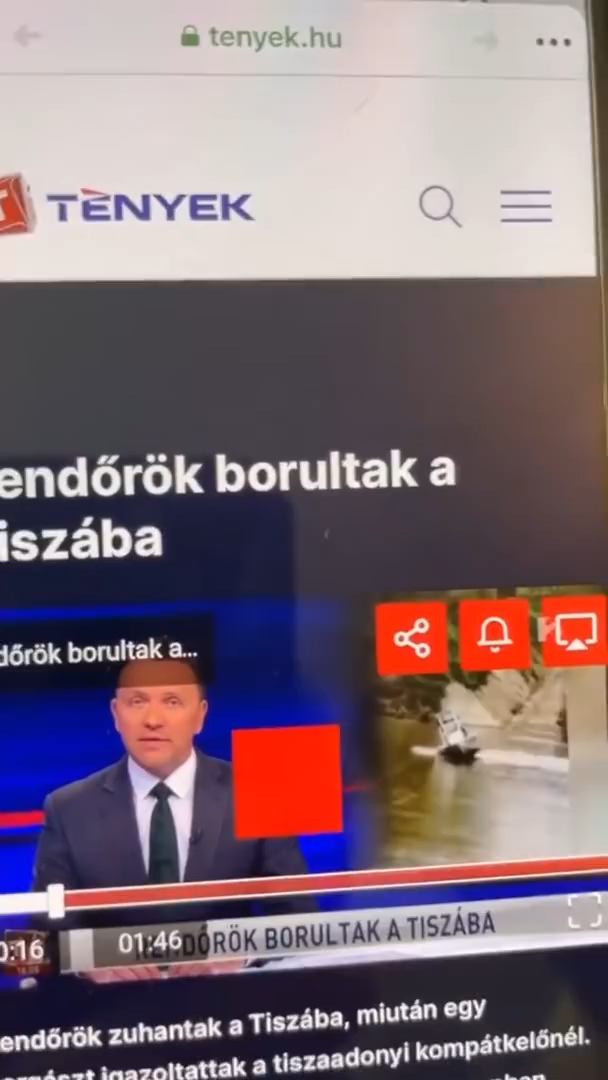 tenyek.hu
TÉNYEK
endőrök borultak a
iszába
dőrök borultak a...
0:16
01:46
RENDŐRÖK BORULTAK A TISZÁBA
endőrök zuhantak a Tiszába, miután egy
igazoltattak a tiszaadonyi kompátkelőnél.